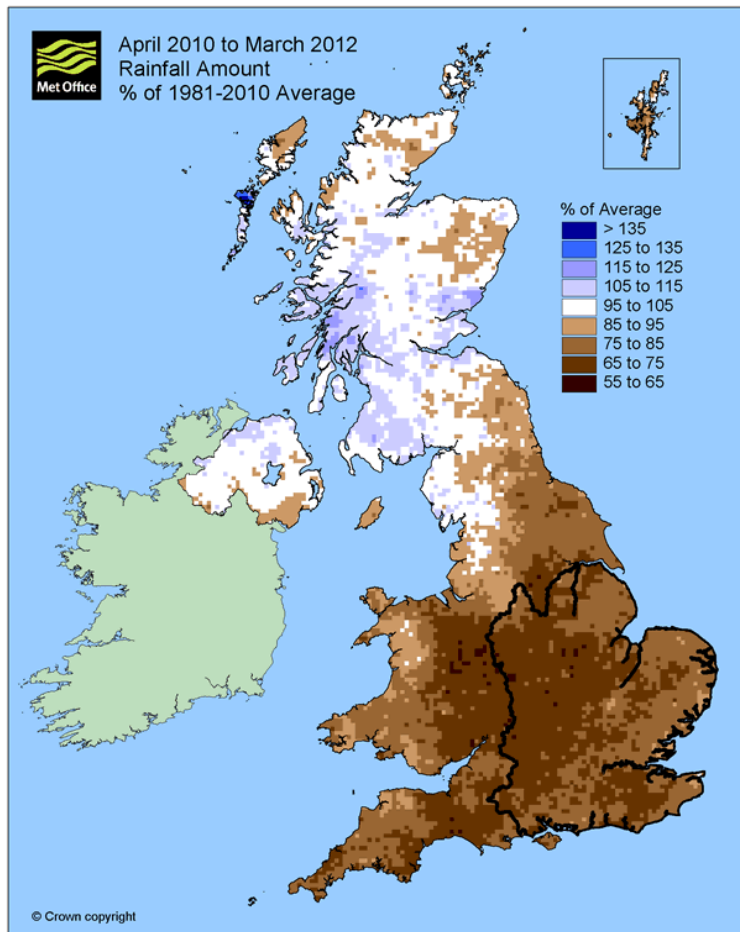 Met Office
April 2010 to March 2012
Rainfall Amount
% of 1981-2010 Average
% of Average
> 135
125 to 135
115 to 125
105 to 115
95 to 105
85 to 95
75 to 85
65 to 75
55 to 65
© Crown copyright